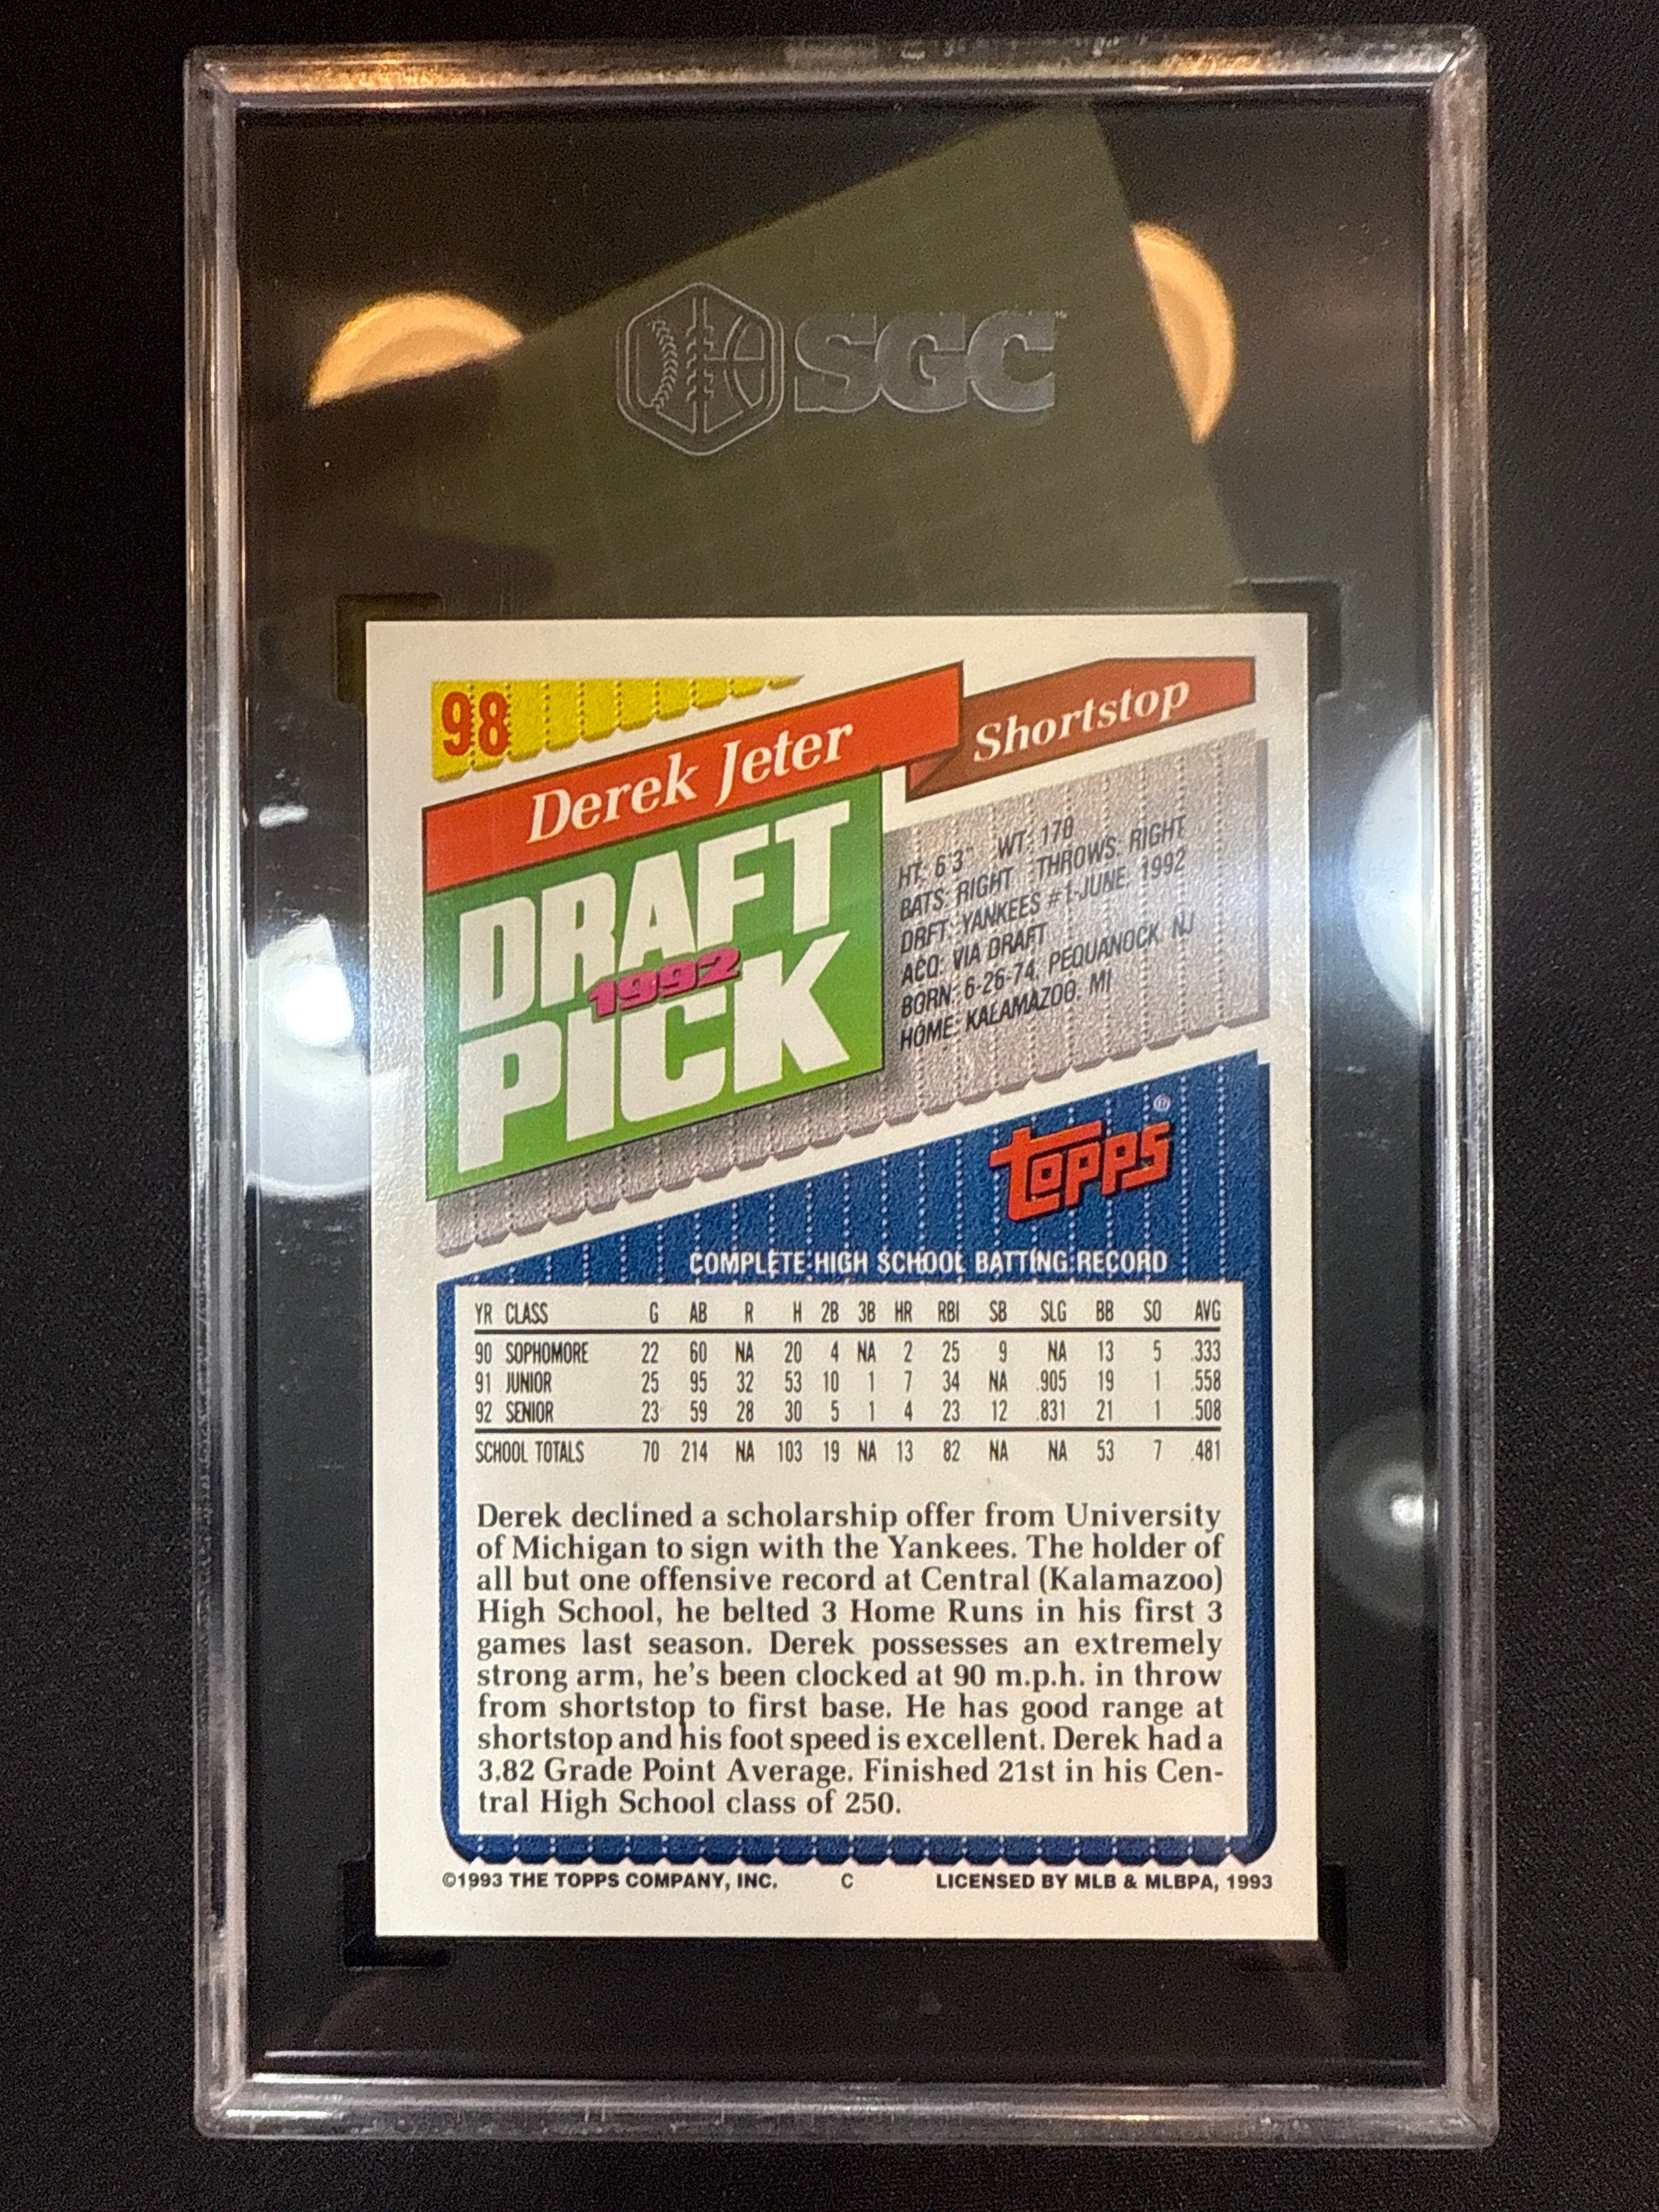 SGC
98
Derek Jeter
Shortstop
DRAFT
1992
PICK
HT: 6'3" WT: 170
BATS: RIGHT THROWS: RIGHT
DRFT: YANKEES #1-JUNE, 1992
ACQ: VIA DRAFT
BORN: 6-26-74, PEQUANOCK, NJ
HOME: KALAMAZOO, MI
TOPPS®
COMPLETE HIGH SCHOOL BATTING RECORD
YR CLASS G AB R H 2B 3B HR RBI SB SLG BB SO AVG
90 SOPHOMORE 22 60 NA 20 4 NA 2 25 9 NA 13 5 .333
91 JUNIOR 25 95 32 53 10 1 7 34 NA .905 19 1 .558
92 SENIOR 23 59 28 30 5 1 4 23 12 .831 21 1 .508
SCHOOL TOTALS 70 214 NA 103 19 NA 13 82 NA NA 53 7 .481
Derek declined a scholarship offer from University
of Michigan to sign with the Yankees. The holder of
all but one offensive record at Central (Kalamazoo)
High School, he belted 3 Home Runs in his first 3
games last season. Derek possesses an extremely
strong arm, he's been clocked at 90 m.p.h. in throw
from shortstop to first base. He has good range at
shortstop and his foot speed is excellent. Derek had a
3.82 Grade Point Average. Finished 21st in his Cen-
tral High School class of 250.
©1993 THE TOPPS COMPANY, INC. C LICENSED BY MLB & MLBPA, 1993